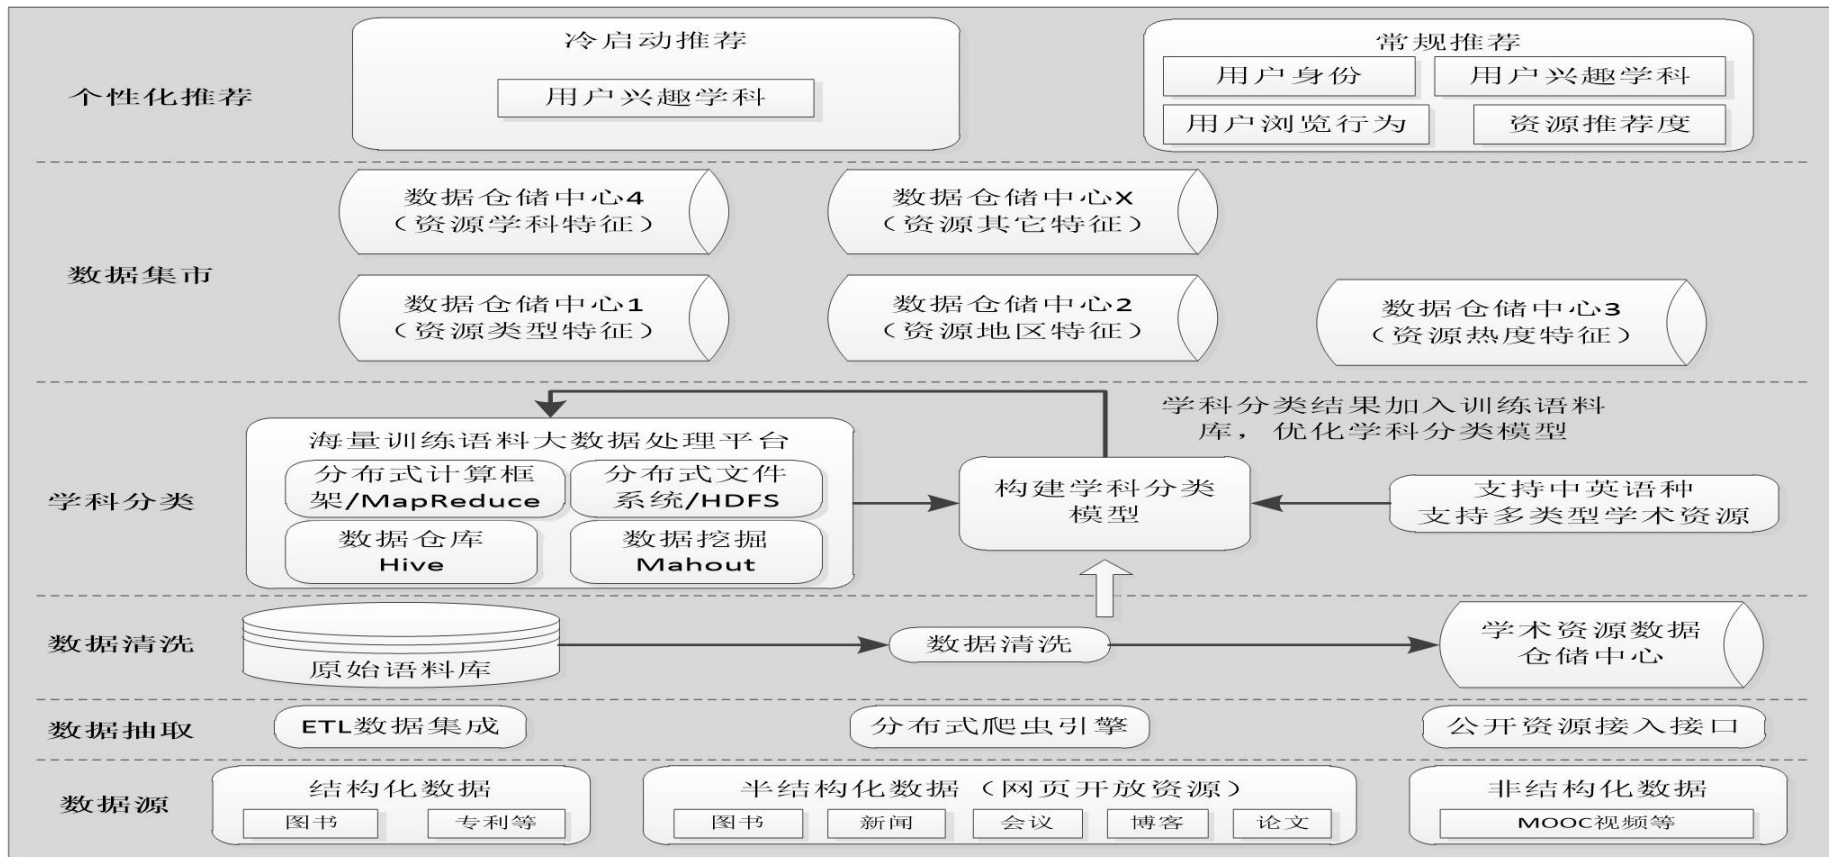 个性化推荐
冷启动推荐
用户兴趣学科
常规推荐
用户身份
用户兴趣学科
用户浏览行为
资源推荐度
数据集市
数据仓储中心4
（资源学科特征）
数据仓储中心X
（资源其它特征）
数据仓储中心1
（资源类型特征）
数据仓储中心2
（资源地区特征）
数据仓储中心3
（资源热度特征）
学科分类
海量训练语料大数据处理平台
分布式计算框
架/MapReduce
分布式文件
系统/HDFS
数据仓库
Hive
数据挖掘
Mahout
构建学科分类
模型
学科分类结果加入训练语料
库，优化学科分类模型
支持中英语种
支持多类型学术资源
数据清洗
原始语料库
数据清洗
学术资源数据
仓储中心
数据抽取
ETL数据集成
分布式爬虫引擎
公开资源接入接口
数据源
结构化数据
图书
专利等
半结构化数据（网页开放资源）
图书
新闻
会议
博客
论文
非结构化数据
MOOC视频等